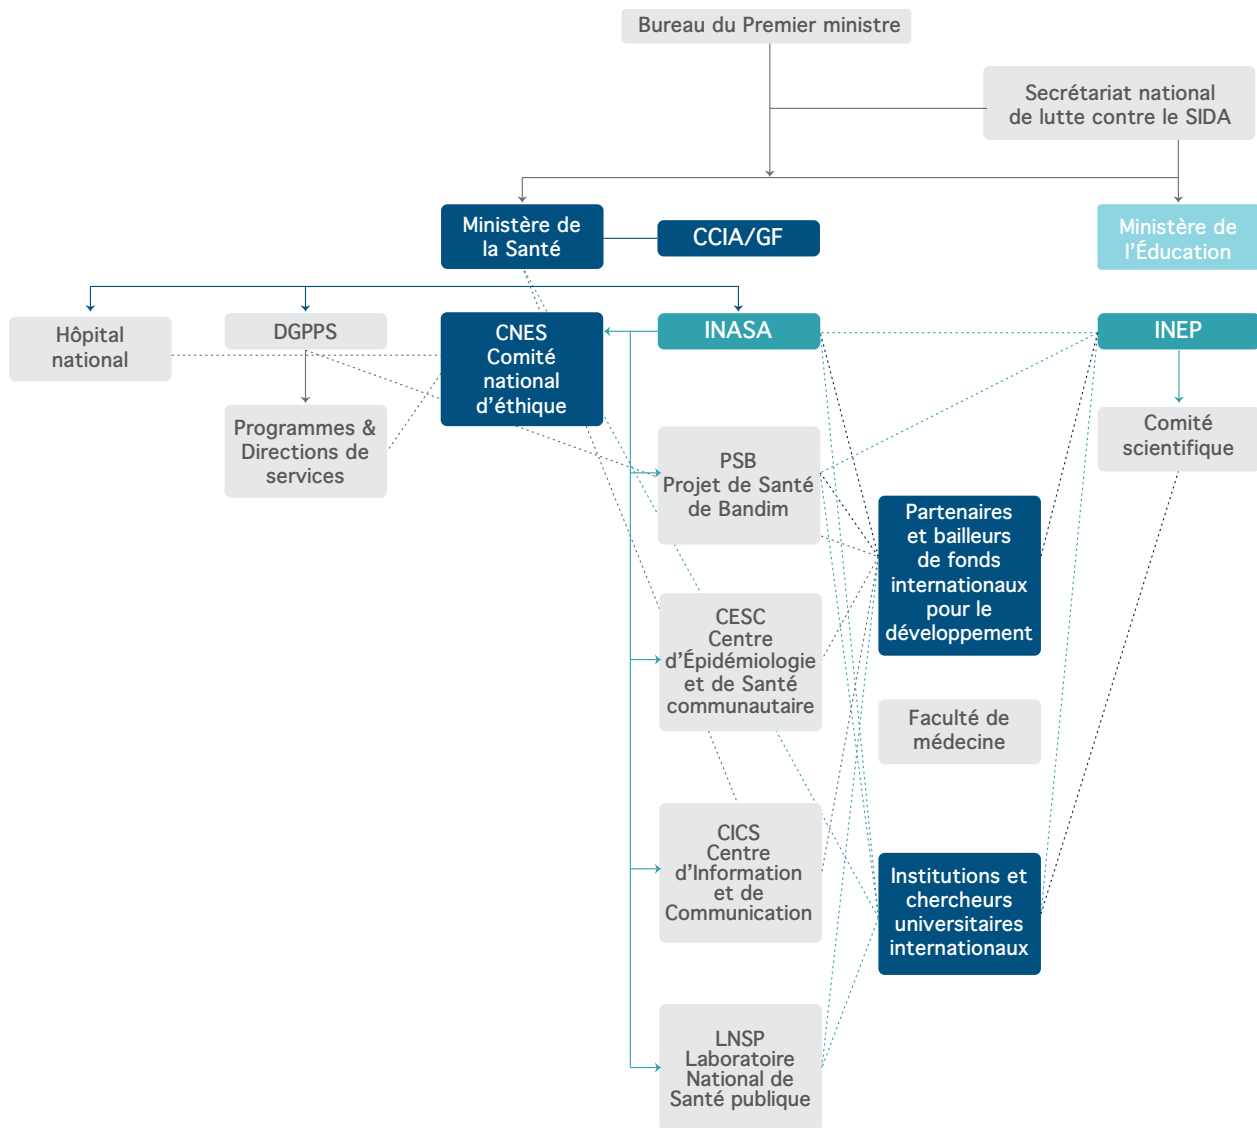 Bureau du Premier ministre
Secrétariat national
de lutte contre le SIDA
Ministère de
la Santé
CCIA/GF
Ministère de
l'Éducation
Hôpital
national
DGPPS
CNES
Comité
national
d'éthique
INASA
INEP
Programmes &
Directions de
services
Comité
scientifique
PSB
Projet de Santé
de Bandim
Partenaires
et bailleurs
de fonds
internationaux
pour le
développement
CESC
Centre
d'Épidémiologie
et de Santé
communautaire
Faculté de
médecine
CICS
Centre
d'Information
et de
Communication
Institutions et
chercheurs
universitaires
internationaux
LNSP
Laboratoire
National de
Santé publique